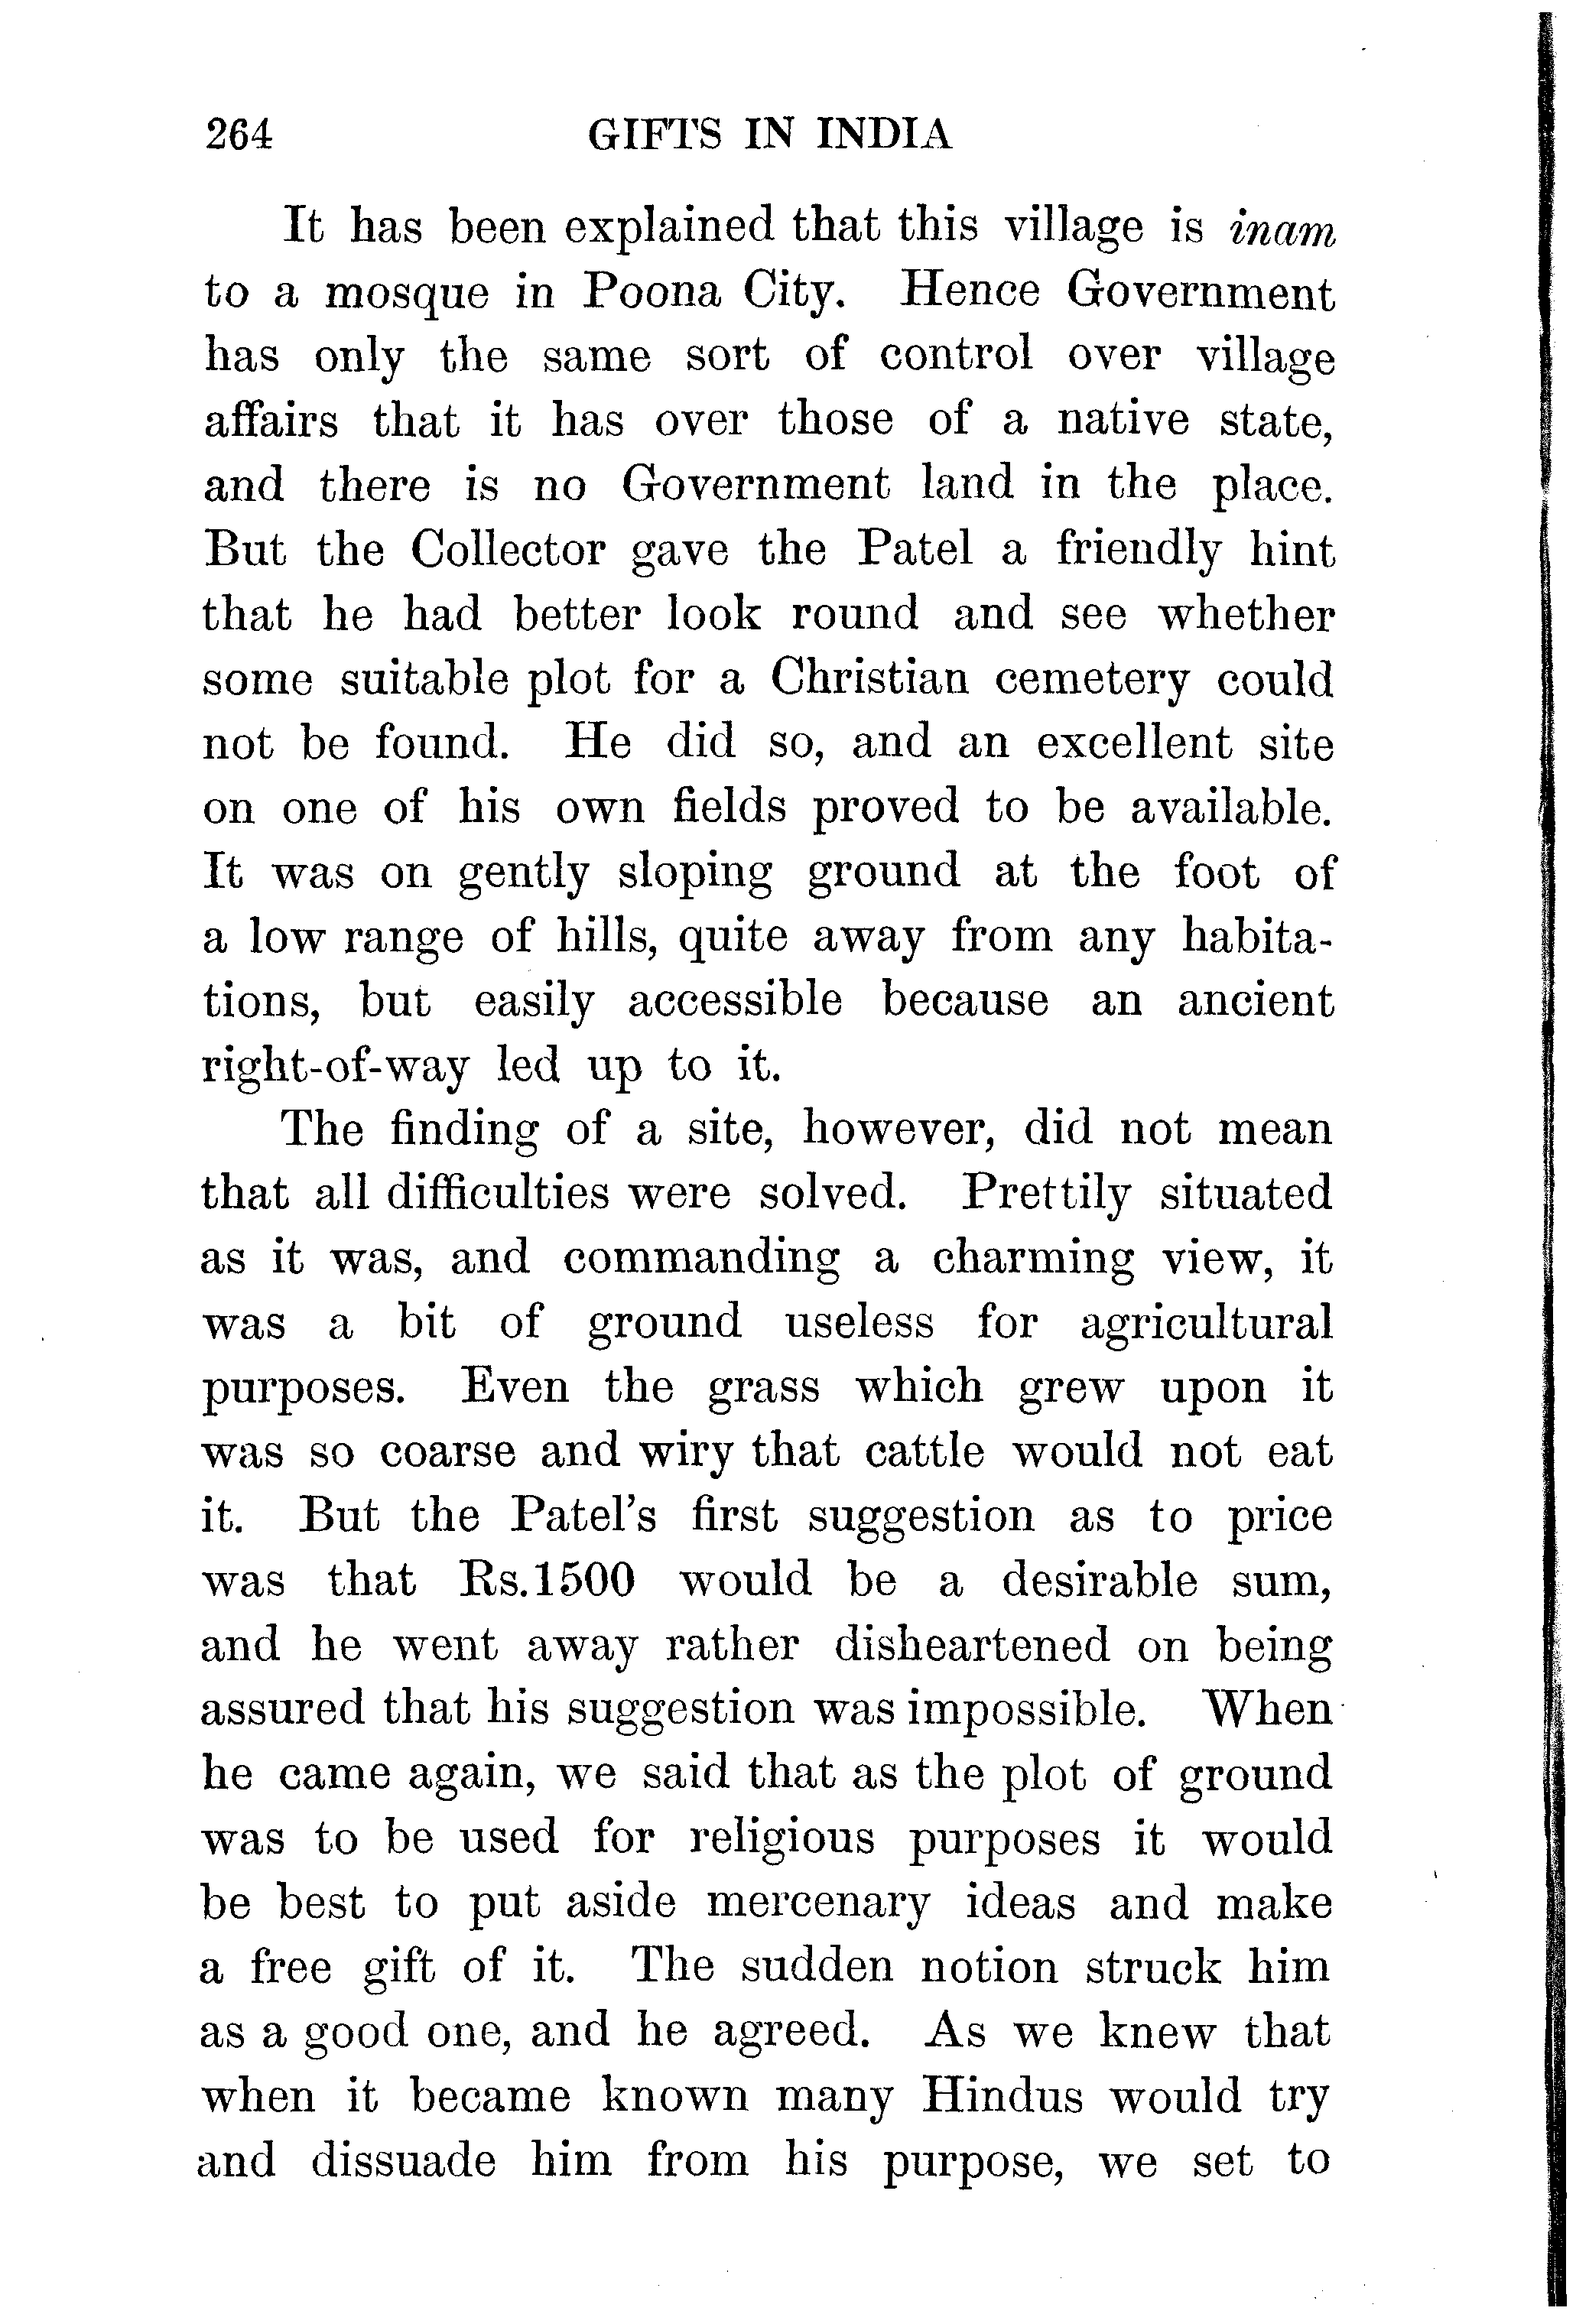 264 GIFTS IN INDIA
It has been explained that this village is inam
to a mosque in Poona City. Hence Government
has only the same sort of control over village
affairs that it has over those of a native state,
and there is no Government land in the place.
But the Collector gave the Patel a friendly hint
that he had better look round and see whether
some suitable plot for a Christian cemetery could
not be found. He did so, and an excellent site
on one of his own fields proved to be available.
It was on gently sloping ground at the foot of
a low range of hills, quite away from any habita-
tions, but easily accessible because an ancient
right-of-way led up to it.
The finding of a site, however, did not mean
that all difficulties were solved. Prettily situated
as it was, and commanding a charming view, it
was a bit of ground useless for agricultural
purposes. Even the grass which grew upon it
was so coarse and wiry that cattle would not eat
it. But the Patel's first suggestion as to price
was that Rs.1500 would be a desirable sum,
and he went away rather disheartened on being
assured that his suggestion was impossible. When
he came again, we said that as the plot of ground
was to be used for religious purposes it would
be best to put aside mercenary ideas and make
a free gift of it. The sudden notion struck him
as a good one, and he agreed. As we knew that
when it became known many Hindus would try
and dissuade him from his purpose, we set to